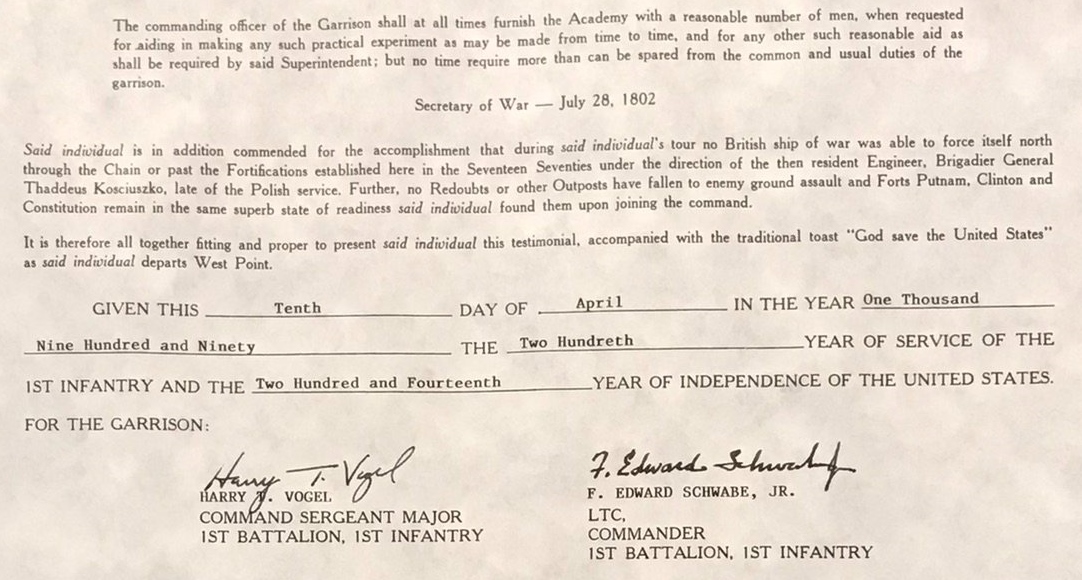 The commanding officer of the Garrison shall at all times furnish the Academy with a reasonable number of men, when requested
for aiding in making any such practical experiment as may be made from time to time, and for any other such reasonable aid as
shall be required by said Superintendent; but no time require more than can be spared from the common and usual duties of the
garrison.
Secretary of War — July 28, 1802
Said individual is in addition commended for the accomplishment that during said individual's tour no British ship of war was able to force itself north
through the Chain or past the Fortifications established here in the Seventeen Seventies under the direction of the then resident Engineer, Brigadier General
Thaddeus Kosciuszko, late of the Polish service. Further, no Redoubts or other Outposts have fallen to enemy ground assault and Forts Putnam, Clinton and
Constitution remain in the same superb state of readiness said individual found them upon joining the command.
It is therefore all together fitting and proper to present said individual this testimonial, accompanied with the traditional toast "God save the United States"
as said individual departs West Point.
GIVEN THIS Tenth DAY OF April IN THE YEAR One Thousand
Nine Hundred and Ninety THE Two Hundreth YEAR OF SERVICE OF THE
1ST INFANTRY AND THE Two Hundred and Fourteenth YEAR OF INDEPENDENCE OF THE UNITED STATES.
FOR THE GARRISON:
Harry T. Vogel
HARRY T. VOGEL
COMMAND SERGEANT MAJOR
1ST BATTALION, 1ST INFANTRY
F. Edward Schwabe Jr
F. EDWARD SCHWABE, JR.
LTC,
COMMANDER
1ST BATTALION, 1ST INFANTRY